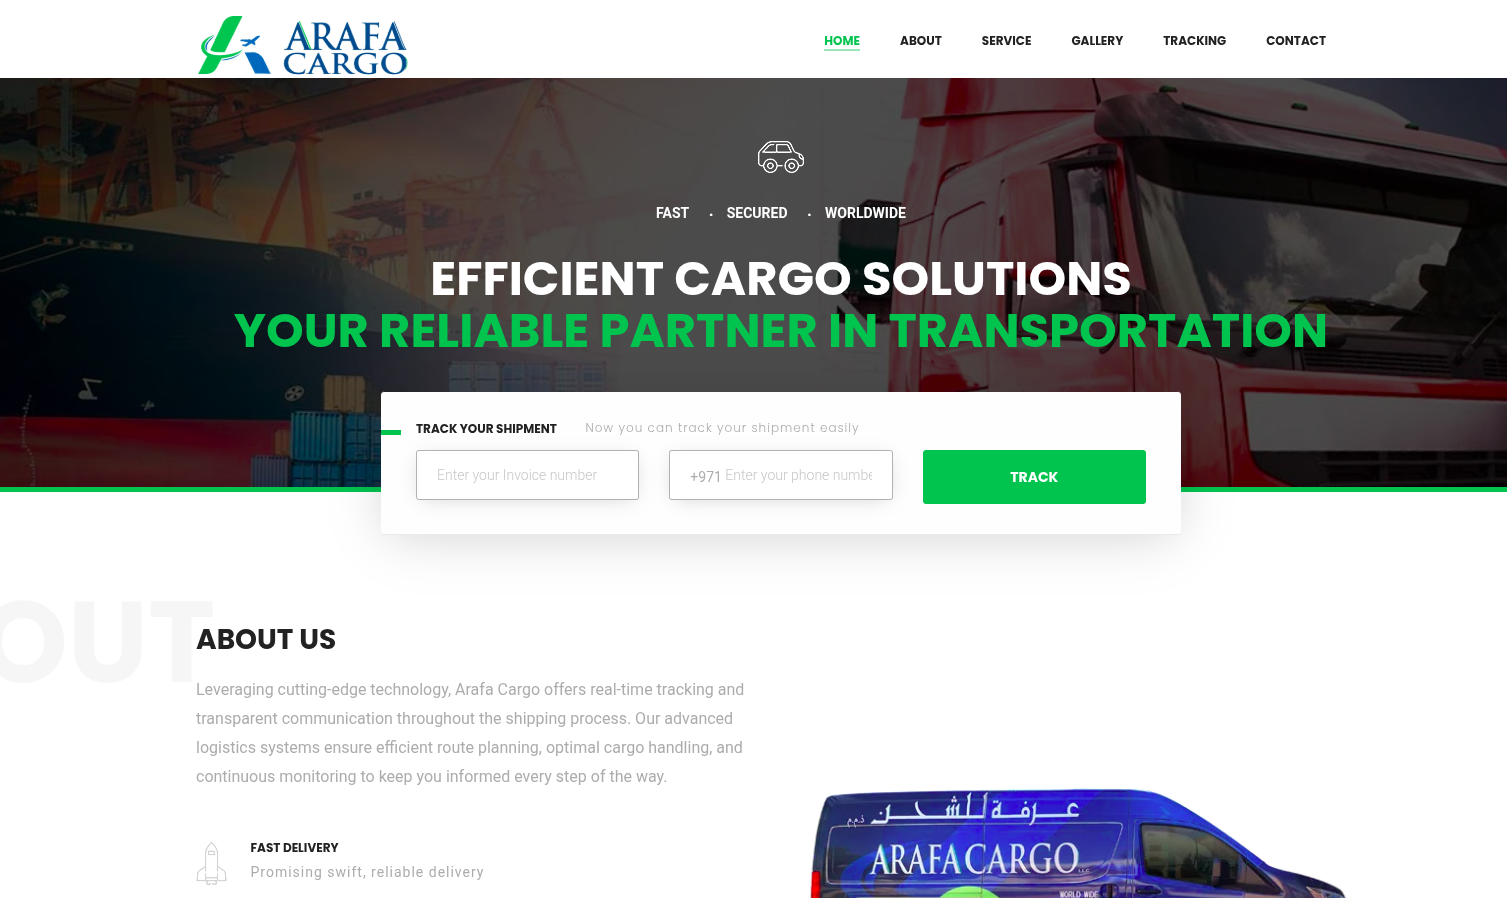 ARAFA
CARGO
HOME
ABOUT
SERVICE
GALLERY
TRACKING
CONTACT
FAST • SECURED • WORLDWIDE
EFFICIENT CARGO SOLUTIONS
YOUR RELIABLE PARTNER IN TRANSPORTATION
TRACK YOUR SHIPMENT
Now you can track your shipment easily
Enter your Invoice number
+971 Enter your phone numbe
TRACK
OUT
ABOUT US
Leveraging cutting-edge technology, Arafa Cargo offers real-time tracking and
transparent communication throughout the shipping process. Our advanced
logistics systems ensure efficient route planning, optimal cargo handling, and
continuous monitoring to keep you informed every step of the way.
FAST DELIVERY
Promising swift, reliable delivery
عرفة للشحن ذ.م.م
ARAFA CARGO LLC
WORLD WIDE